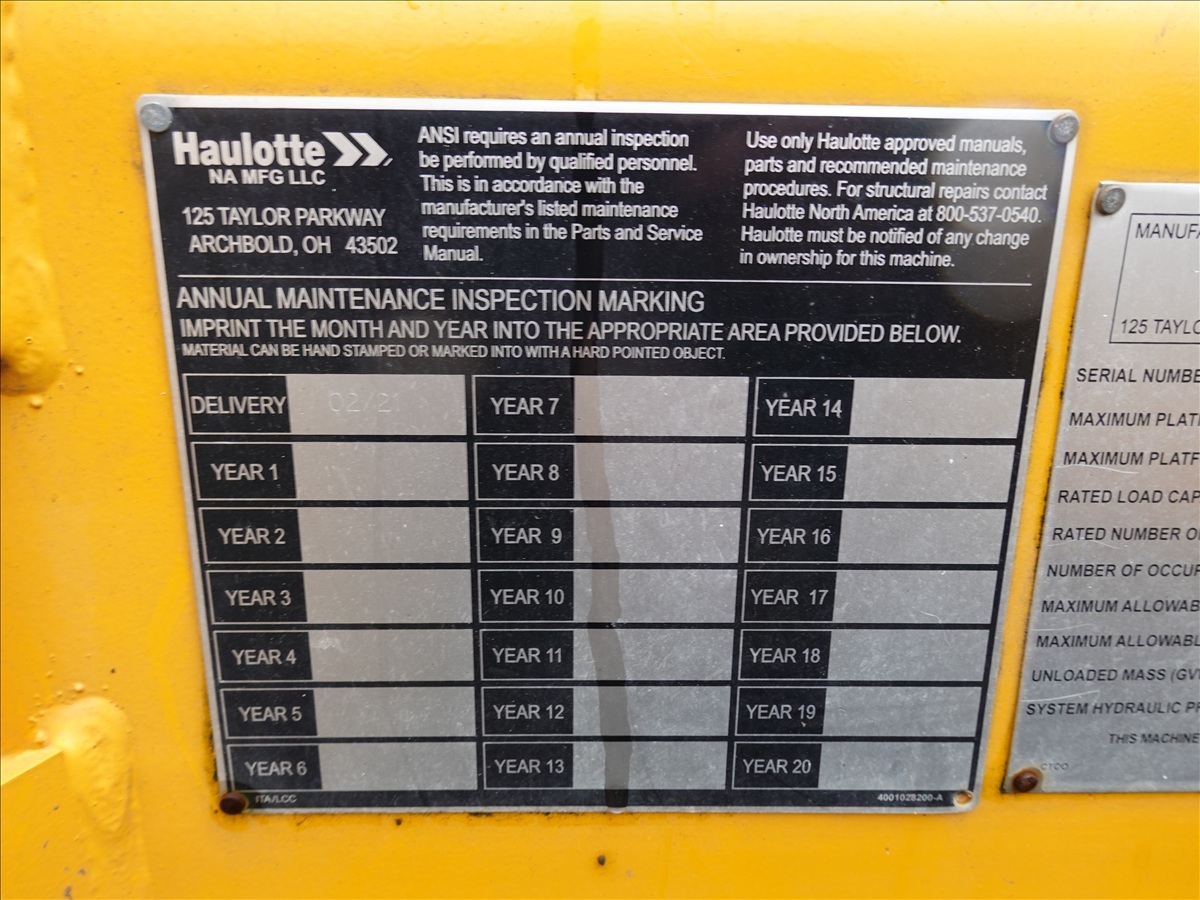 Haulotte
NA MFG LLC
125 TAYLOR PARKWAY
ARCHBOLD, OH 43502
ANSI requires an annual inspection
be performed by qualified personnel.
This is in accordance with the
manufacturer's listed maintenance
requirements in the Parts and Service
Manual.
Use only Haulotte approved manuals,
parts and recommended maintenance
procedures. For structural repairs contact
Haulotte North America at 800-537-0540.
Haulotte must be notified of any change
in ownership for this machine.
ANNUAL MAINTENANCE INSPECTION MARKING
IMPRINT THE MONTH AND YEAR INTO THE APPROPRIATE AREA PROVIDED BELOW.
MATERIAL CAN BE HAND STAMPED OR MARKED INTO WITH A HARD POINTED OBJECT.
DELIVERY 02/21
YEAR 1
YEAR 2
YEAR 3
YEAR 4
YEAR 5
YEAR 6
YEAR 7
YEAR 8
YEAR 9
YEAR 10
YEAR 11
YEAR 12
YEAR 13
YEAR 14
YEAR 15
YEAR 16
YEAR 17
YEAR 18
YEAR 19
YEAR 20
ITA/LCC
4001028200-A
MANUFA
125 TAYLO
SERIAL NUMBE
MAXIMUM PLAT
MAXIMUM PLATF
RATED LOAD CAP
RATED NUMBER O
NUMBER OF OCCUP
MAXIMUM ALLOWAB
MAXIMUM ALLOWABL
UNLOADED MASS (GV
SYSTEM HYDRAULIC PR
THIS MACHINE
CTCO